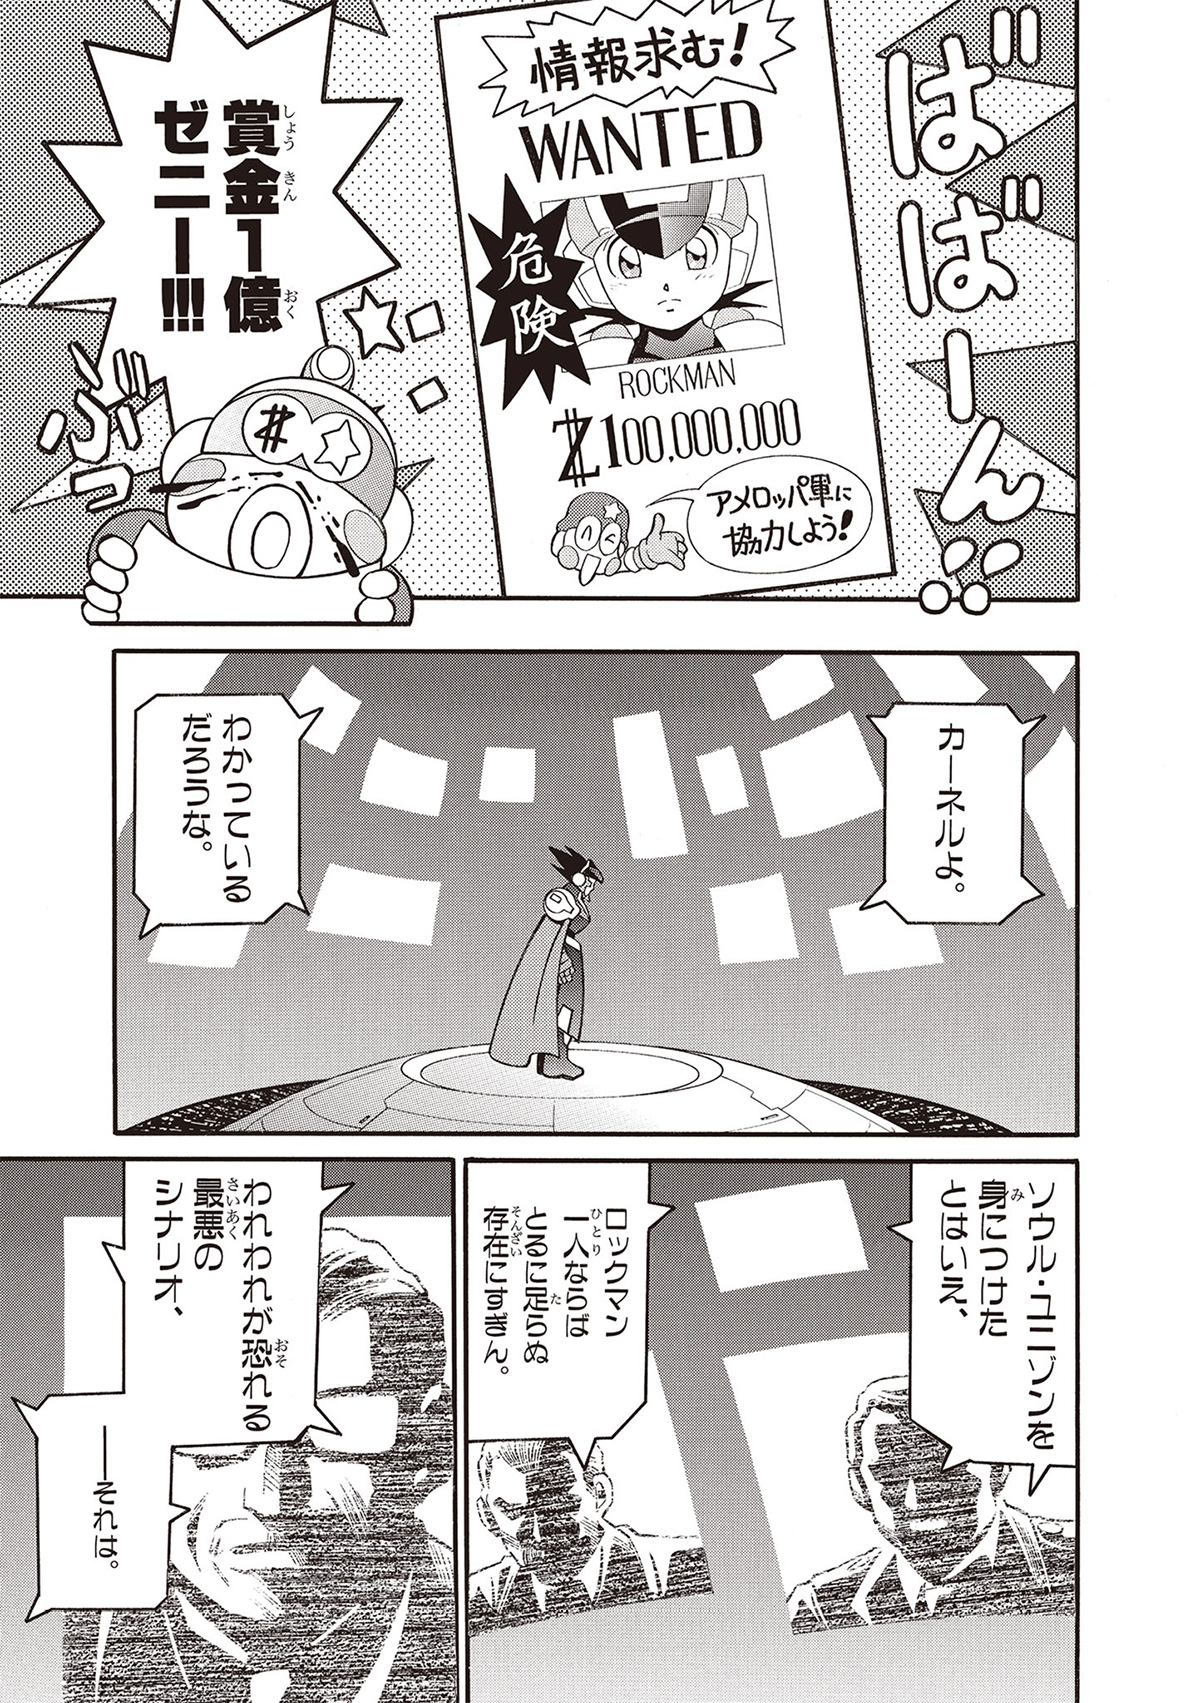 ばばーん!!
情報求む！
WANTED
危険
ROCKMAN
Z100,000,000
アメロッパ軍に
協力しよう！
賞金1億
ゼニー!!!
ぶっ
カーネルよ。
わかっている
だろうな。
ソウル・ユニゾンを
身につけた
とはいえ、
ロックマン
一人ならば
とるに足らぬ
存在にすぎん。
われわれが恐れる
最悪の
シナリオ、
──それは。